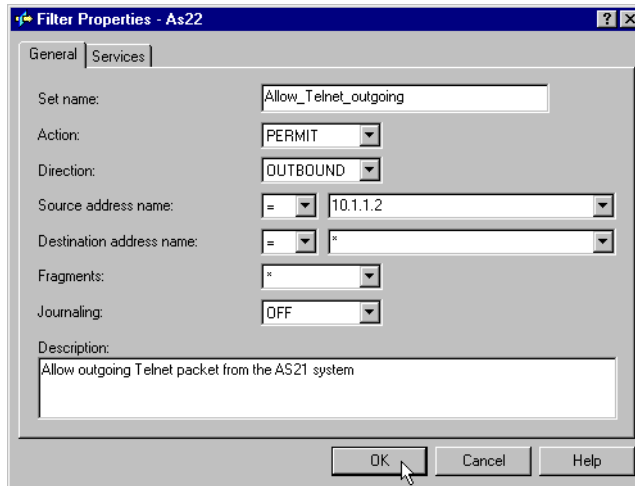 Filter Properties - As22
General Services
Set name: Allow_Telnet_outgoing
Action: PERMIT
Direction: OUTBOUND
Source address name: = 10.1.1.2
Destination address name: = *
Fragments: *
Journaling: OFF
Description:
Allow outgoing Telnet packet from the AS21 system
OK Cancel Help